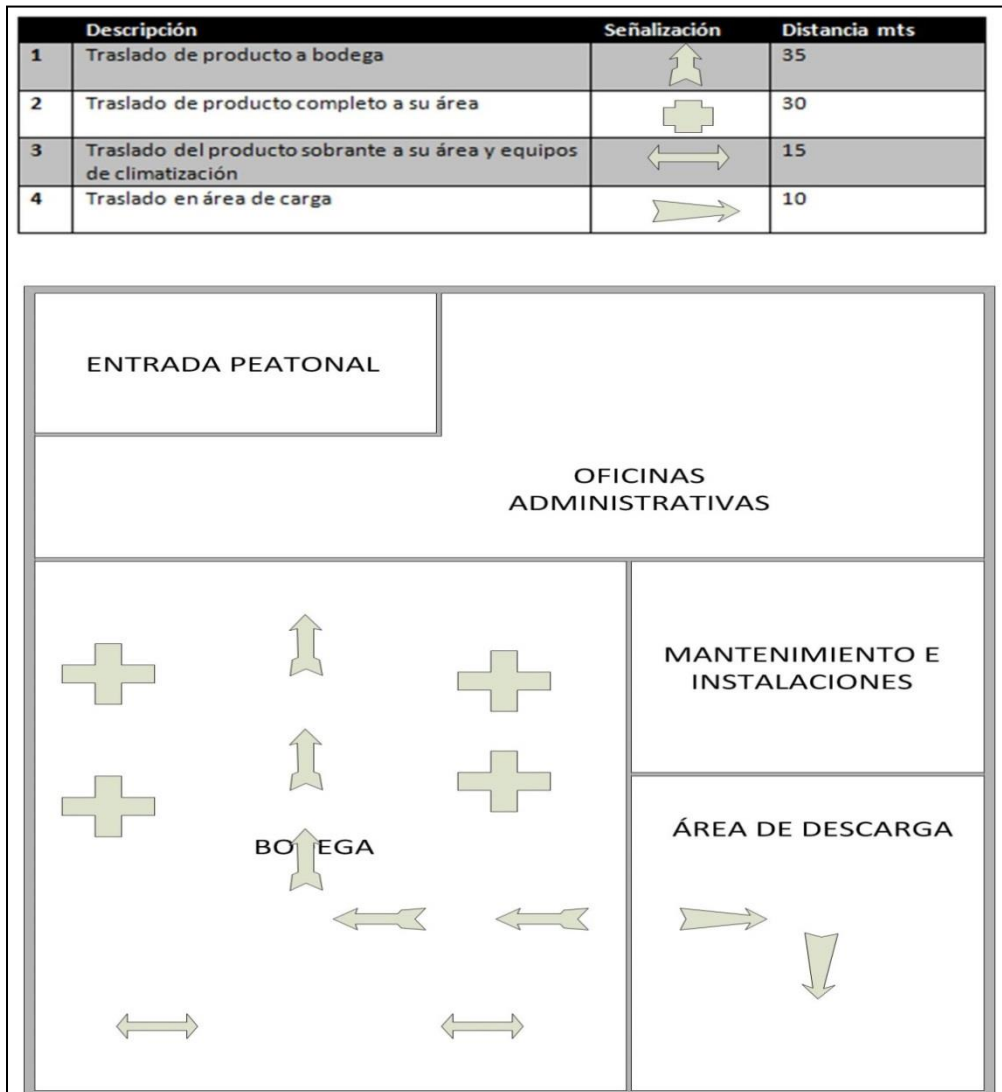 Descripción Señalización Distancia mts
1 Traslado de producto a bodega 35
2 Traslado de producto completo a su área 30
3 Traslado del producto sobrante a su área y equipos
de climatización 15
4 Traslado en área de carga 10
ENTRADA PEATONAL
OFICINAS
ADMINISTRATIVAS
MANTENIMIENTO E
INSTALACIONES
ÁREA DE DESCARGA
BODEGA